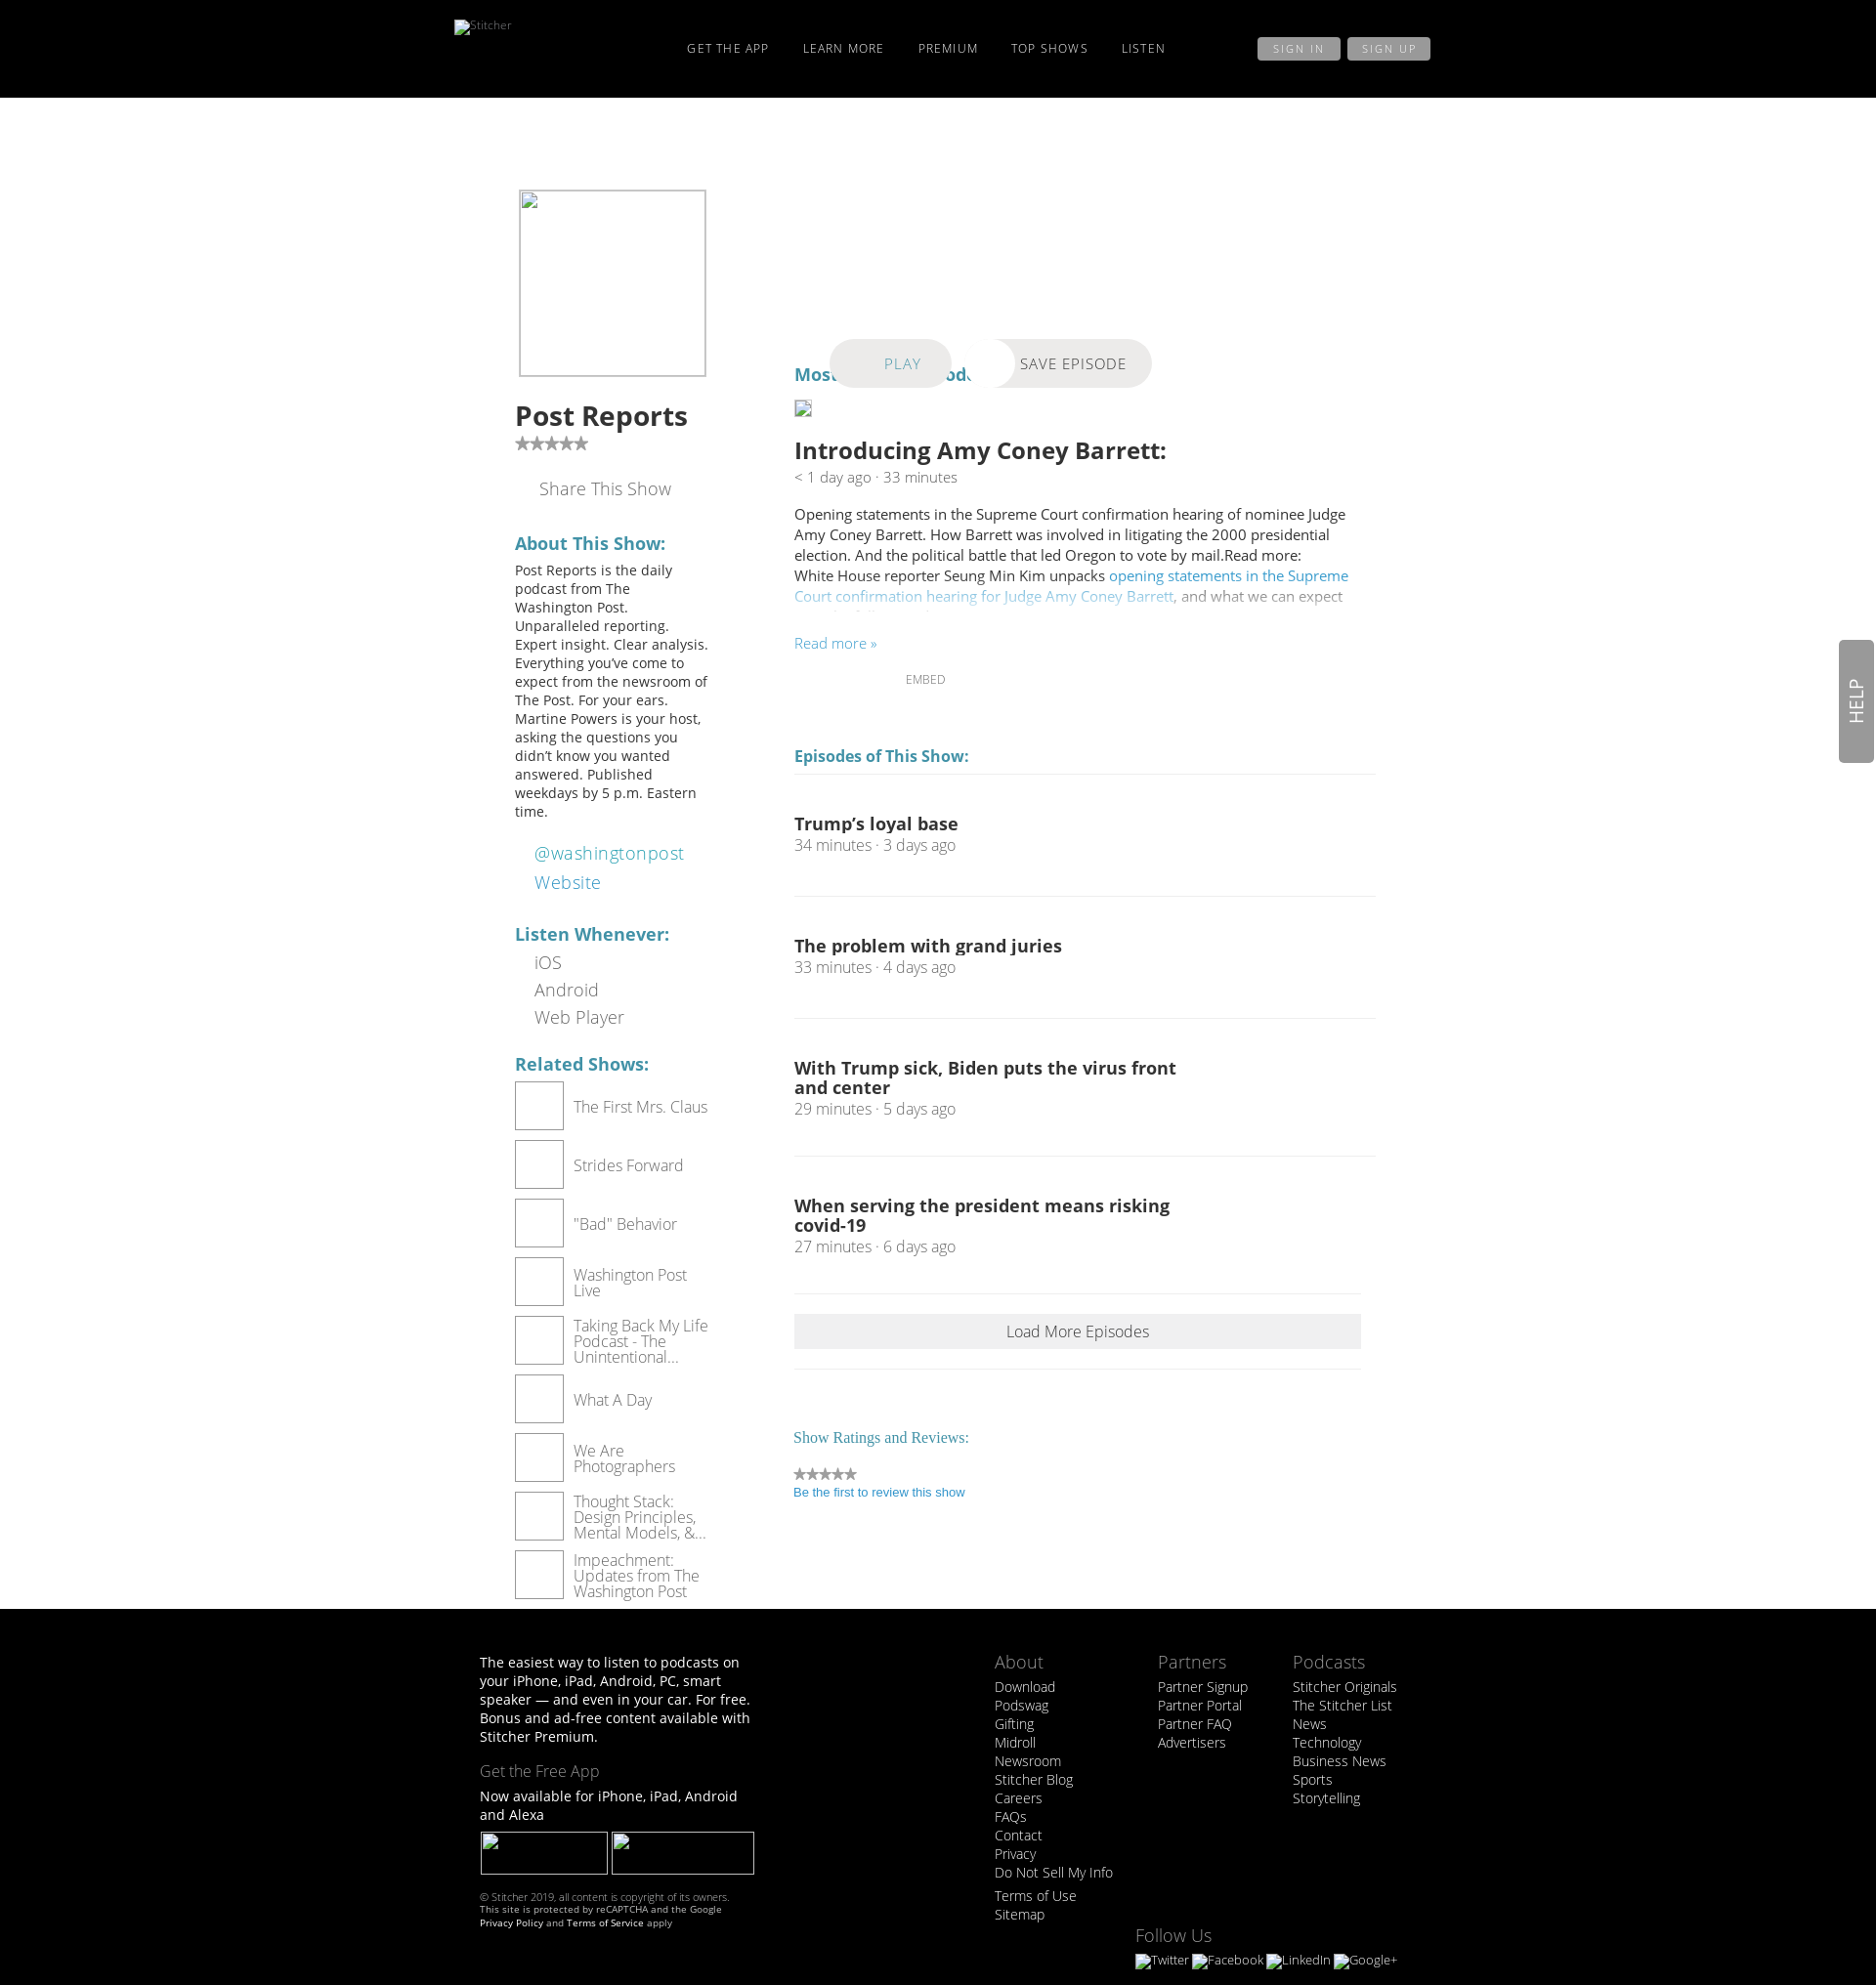 Stitcher
GET THE APP
LEARN MORE
PREMIUM
TOP SHOWS
LISTEN
SIGN IN
SIGN UP
Post Reports
Share This Show
About This Show:
Post Reports is the daily
podcast from The
Washington Post.
Unparalleled reporting.
Expert insight. Clear analysis.
Everything you’ve come to
expect from the newsroom of
The Post. For your ears.
Martine Powers is your host,
asking the questions you
didn’t know you wanted
answered. Published
weekdays by 5 p.m. Eastern
time.
@washingtonpost
Website
Listen Whenever:
iOS
Android
Web Player
Related Shows:
The First Mrs. Claus
Strides Forward
"Bad" Behavior
Washington Post
Live
Taking Back My Life
Podcast - The
Unintentional...
What A Day
We Are
Photographers
Thought Stack:
Design Principles,
Mental Models, &...
Impeachment:
Updates from The
Washington Post
PLAY
SAVE EPISODE
Most
Introducing Amy Coney Barrett:
< 1 day ago · 33 minutes
Opening statements in the Supreme Court confirmation hearing of nominee Judge
Amy Coney Barrett. How Barrett was involved in litigating the 2000 presidential
election. And the political battle that led Oregon to vote by mail.Read more:
White House reporter Seung Min Kim unpacks opening statements in the Supreme
Court confirmation hearing for Judge Amy Coney Barrett, and what we can expect
Read more »
EMBED
Episodes of This Show:
Trump’s loyal base
34 minutes · 3 days ago
The problem with grand juries
33 minutes · 4 days ago
With Trump sick, Biden puts the virus front
and center
29 minutes · 5 days ago
When serving the president means risking
covid-19
27 minutes · 6 days ago
Load More Episodes
Show Ratings and Reviews:
Be the first to review this show
HELP
The easiest way to listen to podcasts on
your iPhone, iPad, Android, PC, smart
speaker — and even in your car. For free.
Bonus and ad-free content available with
Stitcher Premium.
Get the Free App
Now available for iPhone, iPad, Android
and Alexa
© Stitcher 2019, all content is copyright of its owners.
This site is protected by reCAPTCHA and the Google
Privacy Policy and Terms of Service apply
About
Download
Podswag
Gifting
Midroll
Newsroom
Stitcher Blog
Careers
FAQs
Contact
Privacy
Do Not Sell My Info
Terms of Use
Sitemap
Partners
Partner Signup
Partner Portal
Partner FAQ
Advertisers
Podcasts
Stitcher Originals
The Stitcher List
News
Technology
Business News
Sports
Storytelling
Follow Us
Twitter
Facebook
LinkedIn
Google+